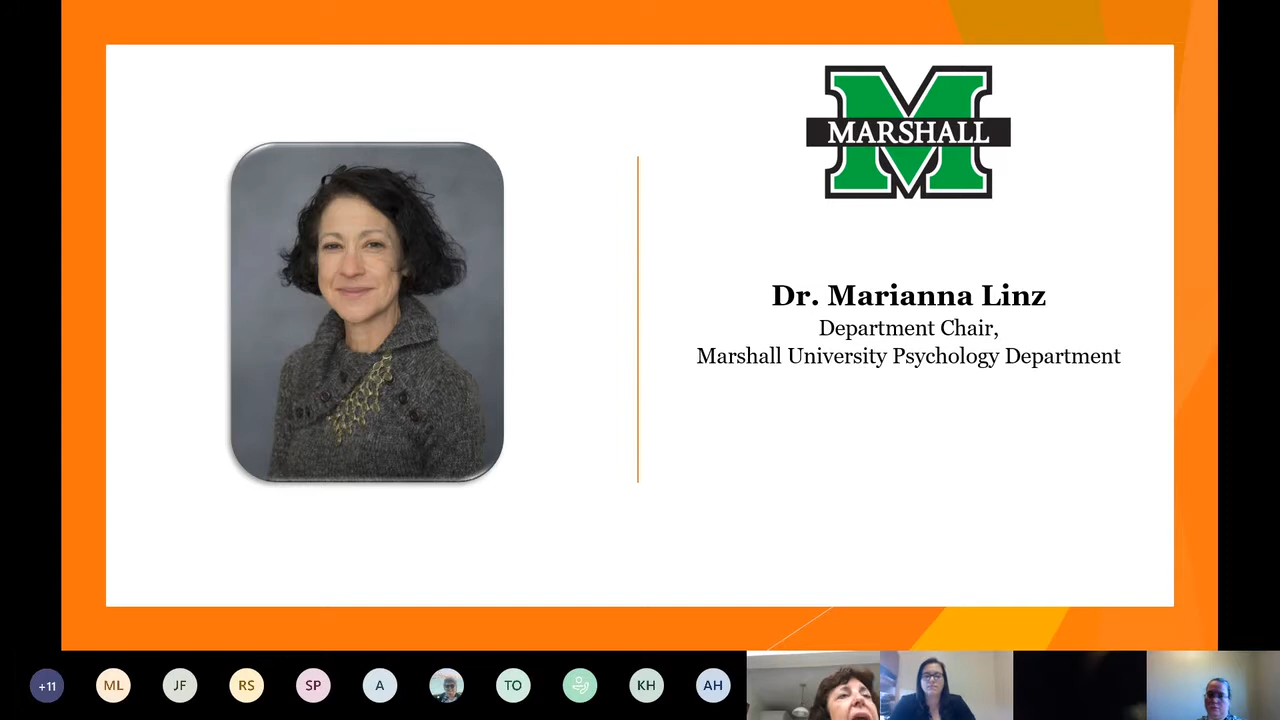 MARSHALL
Dr. Marianna Linz
Department Chair,
Marshall University Psychology Department
+11
ML
JF
RS
SP
A
TO
KH
AH